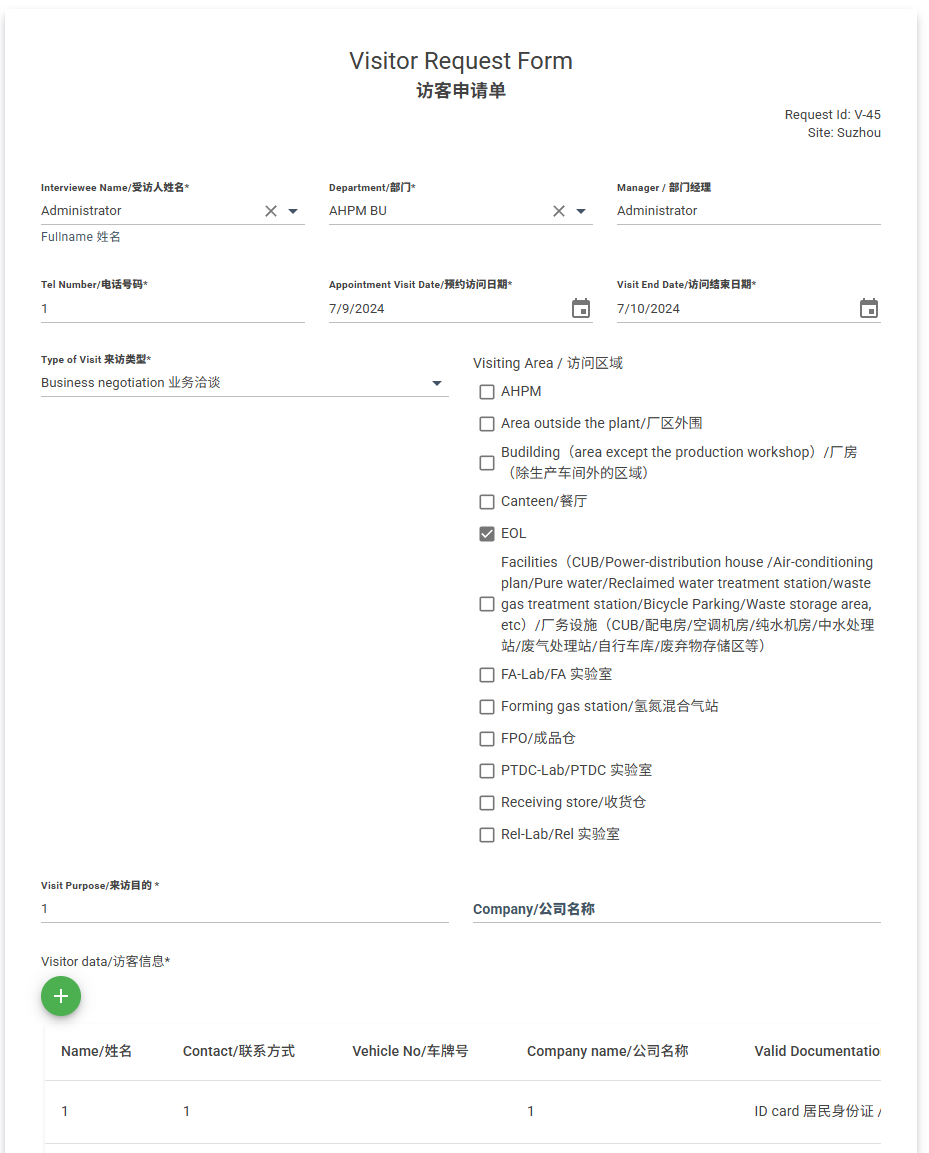 Visitor Request Form
访客申请单
Request Id: V-45
Site: Suzhou
Interviewee Name/受访人姓名*
Administrator
Fullname 姓名
Department/部门*
AHPM BU
Manager / 部门经理
Administrator
Tel Number/电话号码*
1
Appointment Visit Date/预约访问日期*
7/9/2024
Visit End Date/访问结束日期*
7/10/2024
Type of Visit 来访类型*
Business negotiation 业务洽谈
Visiting Area / 访问区域
AHPM
Area outside the plant/厂区外围
Budilding（area except the production workshop）/厂房
（除生产车间外的区域）
Canteen/餐厅
EOL
Facilities（CUB/Power-distribution house /Air-conditioning
plan/Pure water/Reclaimed water treatment station/waste
gas treatment station/Bicycle Parking/Waste storage area,
etc）/厂务设施（CUB/配电房/空调机房/纯水机房/中水处理
站/废气处理站/自行车库/废弃物存储区等）
FA-Lab/FA 实验室
Forming gas station/氢氮混合气站
FPO/成品仓
PTDC-Lab/PTDC 实验室
Receiving store/收货仓
Rel-Lab/Rel 实验室
Visit Purpose/来访目的 *
1
Company/公司名称
Visitor data/访客信息*
Name/姓名 Contact/联系方式 Vehicle No/车牌号 Company name/公司名称 Valid Documentatio
1 1 1 ID card 居民身份证 /